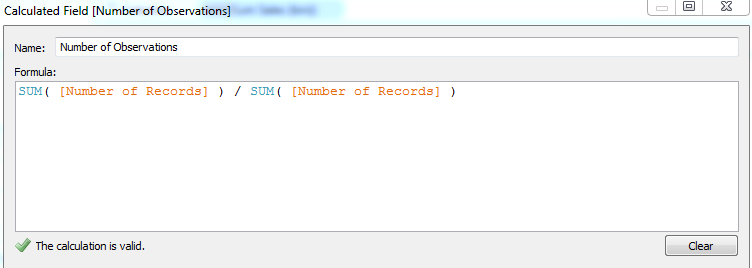 Calculated Field [Number of Observations]
Name: Number of Observations
Formula:
SUM( [Number of Records] ) / SUM( [Number of Records] )
The calculation is valid.
Clear